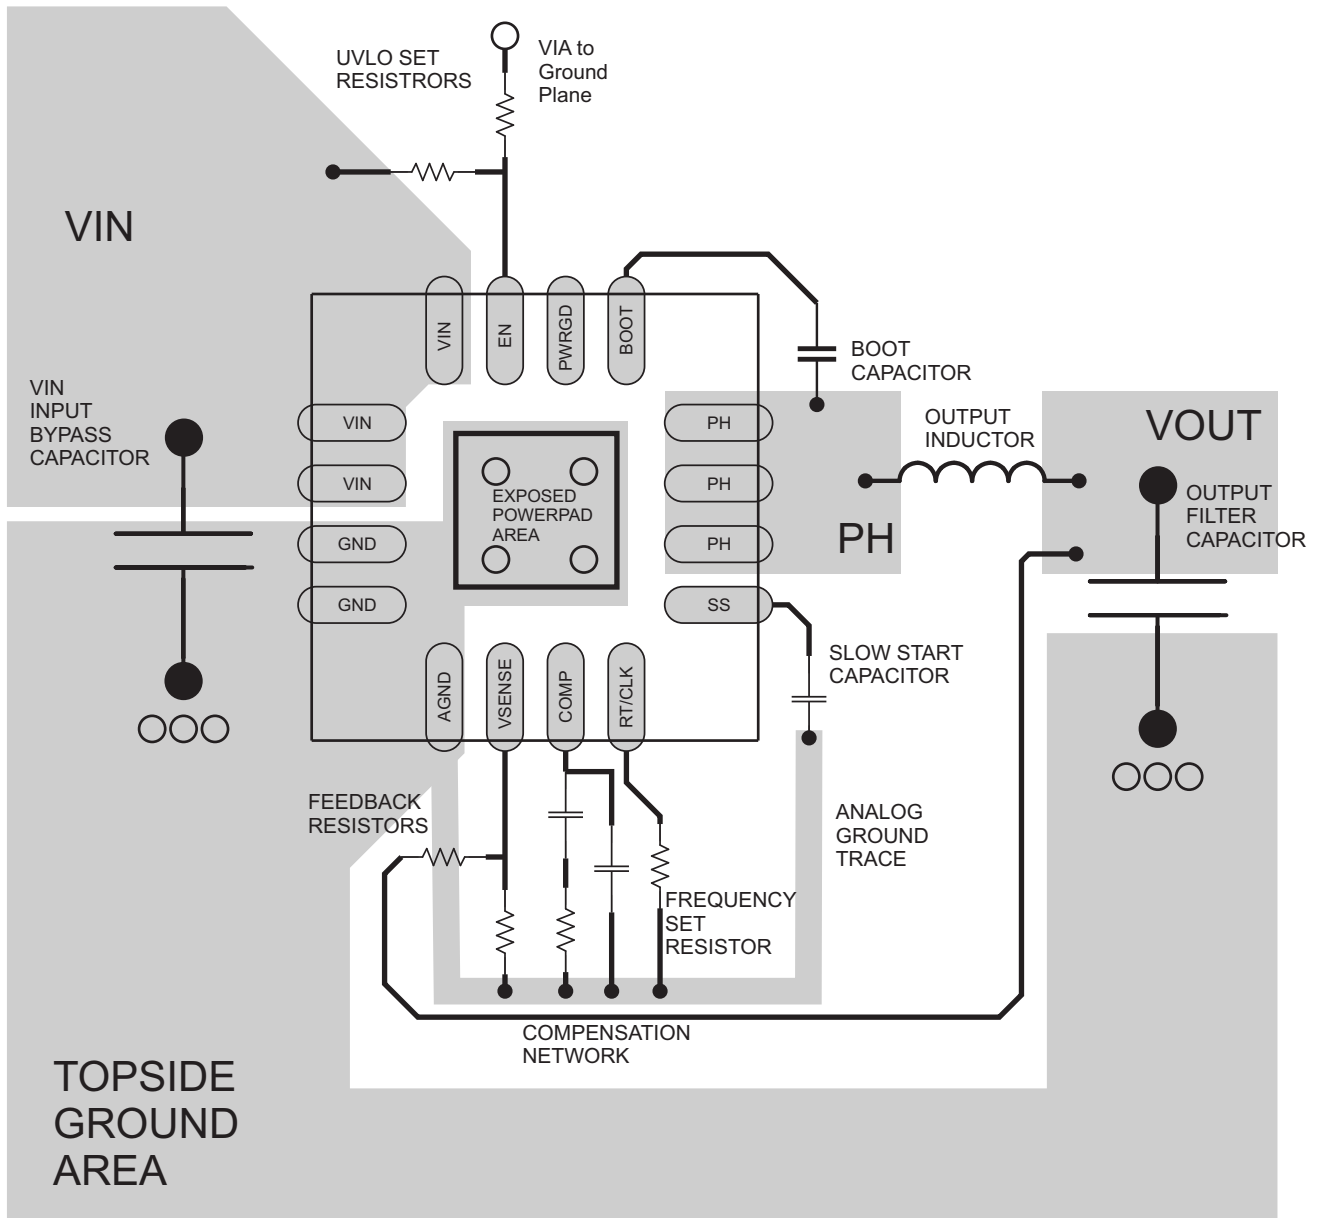 UVLO SET
RESISTRORS
VIA to
Ground
Plane
VIN
VIN
EN
PWRGD
BOOT
BOOT
CAPACITOR
VIN
INPUT
BYPASS
CAPACITOR
VIN
VIN
GND
GND
EXPOSED
POWERPAD
AREA
PH
PH
PH
SS
PH
OUTPUT
INDUCTOR
VOUT
OUTPUT
FILTER
CAPACITOR
AGND
VSENSE
COMP
RT/CLK
SLOW START
CAPACITOR
FEEDBACK
RESISTORS
ANALOG
GROUND
TRACE
FREQUENCY
SET
RESISTOR
COMPENSATION
NETWORK
TOPSIDE
GROUND
AREA